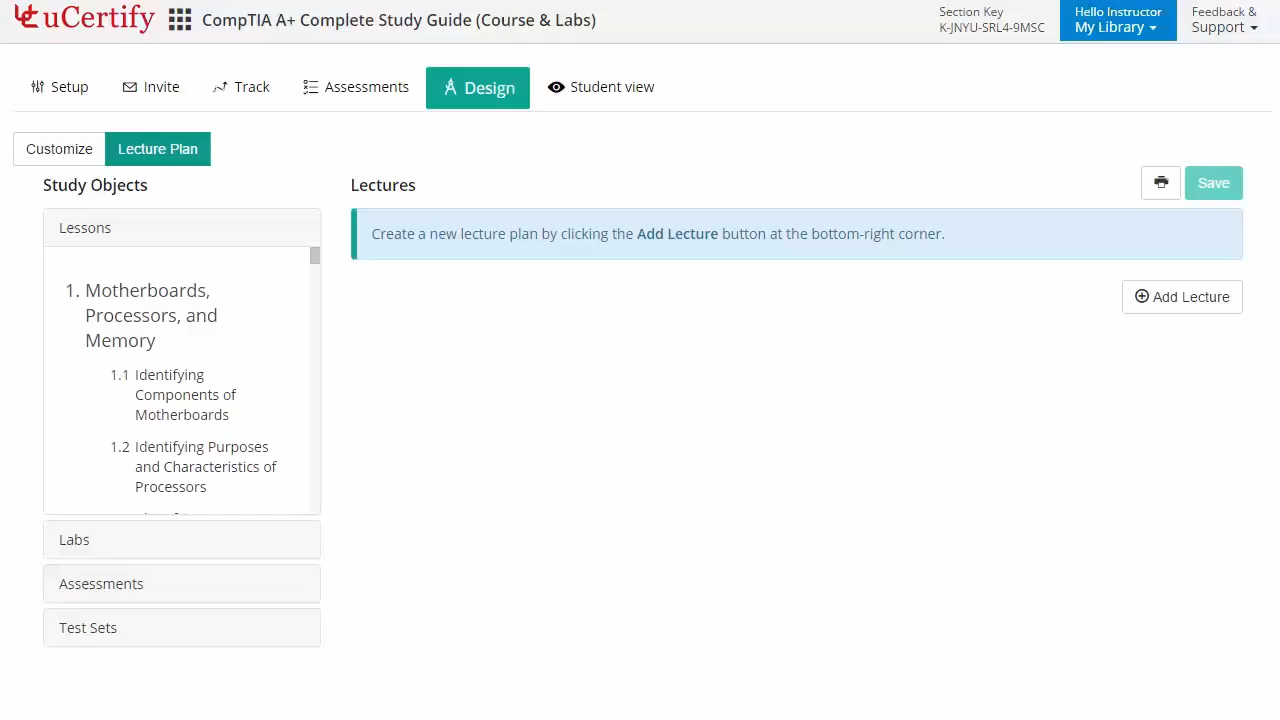 uCertify
CompTIA A+ Complete Study Guide (Course & Labs)
Section Key
K-JNYU-SRL4-9MSC
Hello Instructor
My Library
Feedback &
Support
Setup
Invite
Track
Assessments
Design
Student view
Customize
Lecture Plan
Study Objects
Lessons
1. Motherboards,
Processors, and
Memory
1.1 Identifying
Components of
Motherboards
1.2 Identifying Purposes
and Characteristics of
Processors
Labs
Assessments
Test Sets
Lectures
Save
Create a new lecture plan by clicking the Add Lecture button at the bottom-right corner.
Add Lecture